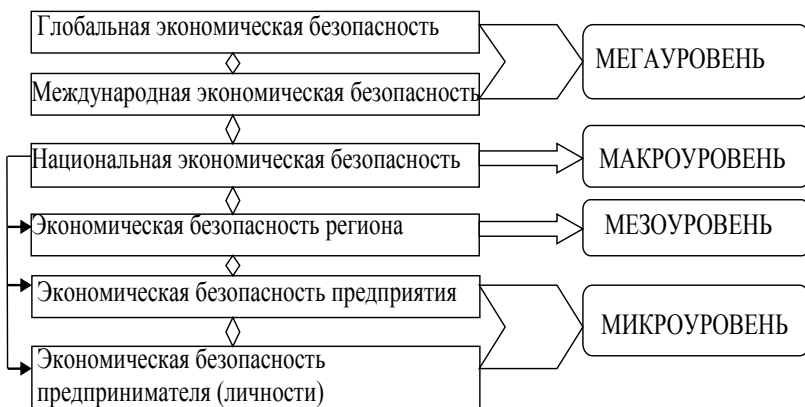 Глобальная экономическая безопасность
МЕГАУРОВЕНЬ
Международная экономическая безопасность
Национальная экономическая безопасность
МАКРОУРОВЕНЬ
Экономическая безопасность региона
МЕЗОУРОВЕНЬ
Экономическая безопасность предприятия
МИКРОУРОВЕНЬ
Экономическая безопасность
предпринимателя (личности)